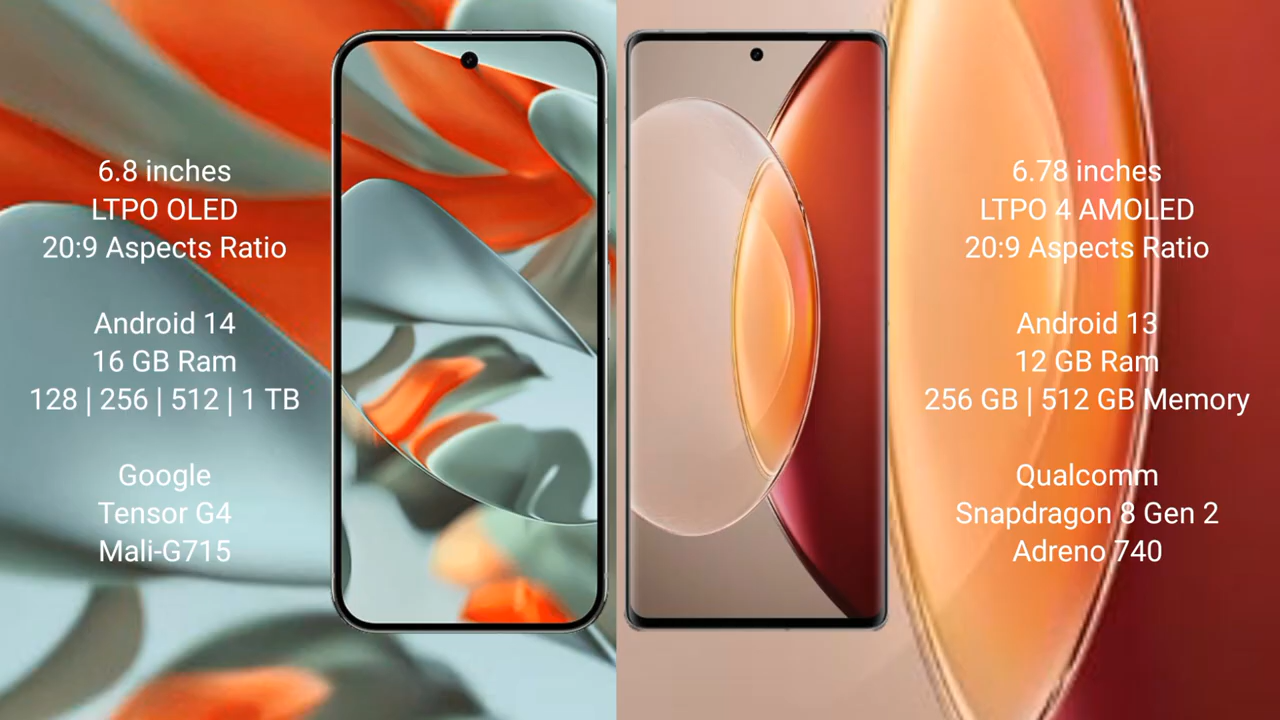 6.8 inches
LTPO OLED
20:9 Aspects Ratio
Android 14
16 GB Ram
128 | 256 | 512 | 1 TB
Google
Tensor G4
Mali-G715
6.78 inches
LTPO 4 AMOLED
20:9 Aspects Ratio
Android 13
12 GB Ram
256 GB | 512 GB Memory
Qualcomm
Snapdragon 8 Gen 2
Adreno 740